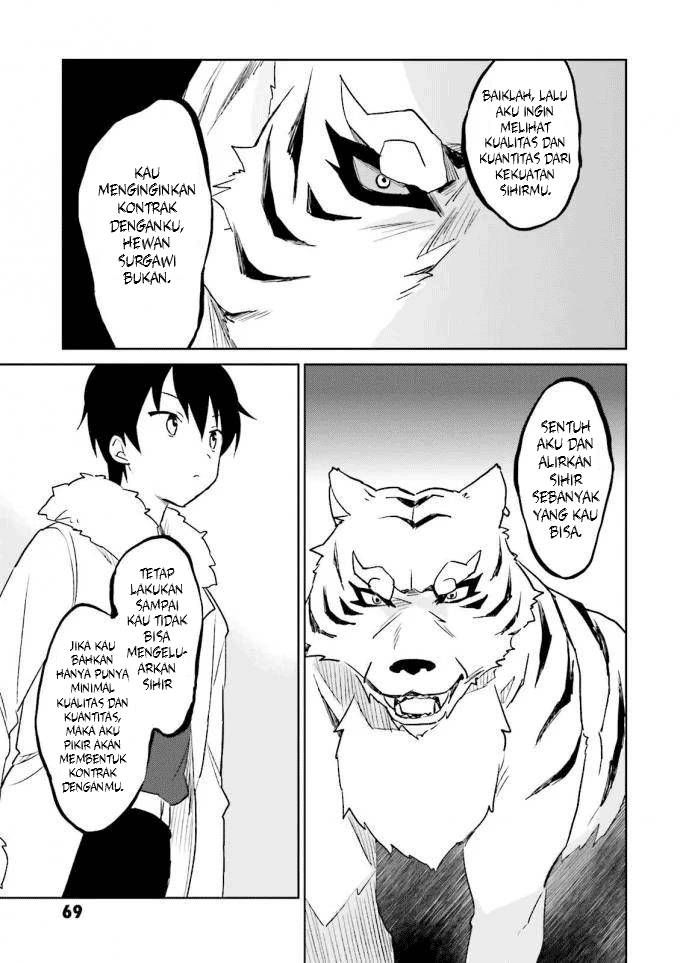 BAIKLAH, LALU
AKU INGIN
MELIHAT
KUALITAS DAN
KUANTITAS DARI
KEKUATAN
SIHIRMU.
KAU
MENGINGINKAN
KONTRAK
DENGANKU,
HEWAN
SURGAWI
BUKAN.
SENTUH
AKU DAN
ALIRKAN
SIHIR
SEBANYAK
YANG KAU
BISA.
TETAP
LAKUKAN
SAMPAI
KAU TIDAK
BISA
MENGELU-
ARKAN
SIHIR
JIKA KAU
BAHKAN
HANYA PUNYA
MINIMAL
KUALITAS DAN
KUANTITAS,
MAKA AKU
PIKIR AKAN
MEMBENTUK
KONTRAK
DENGANMU.
69